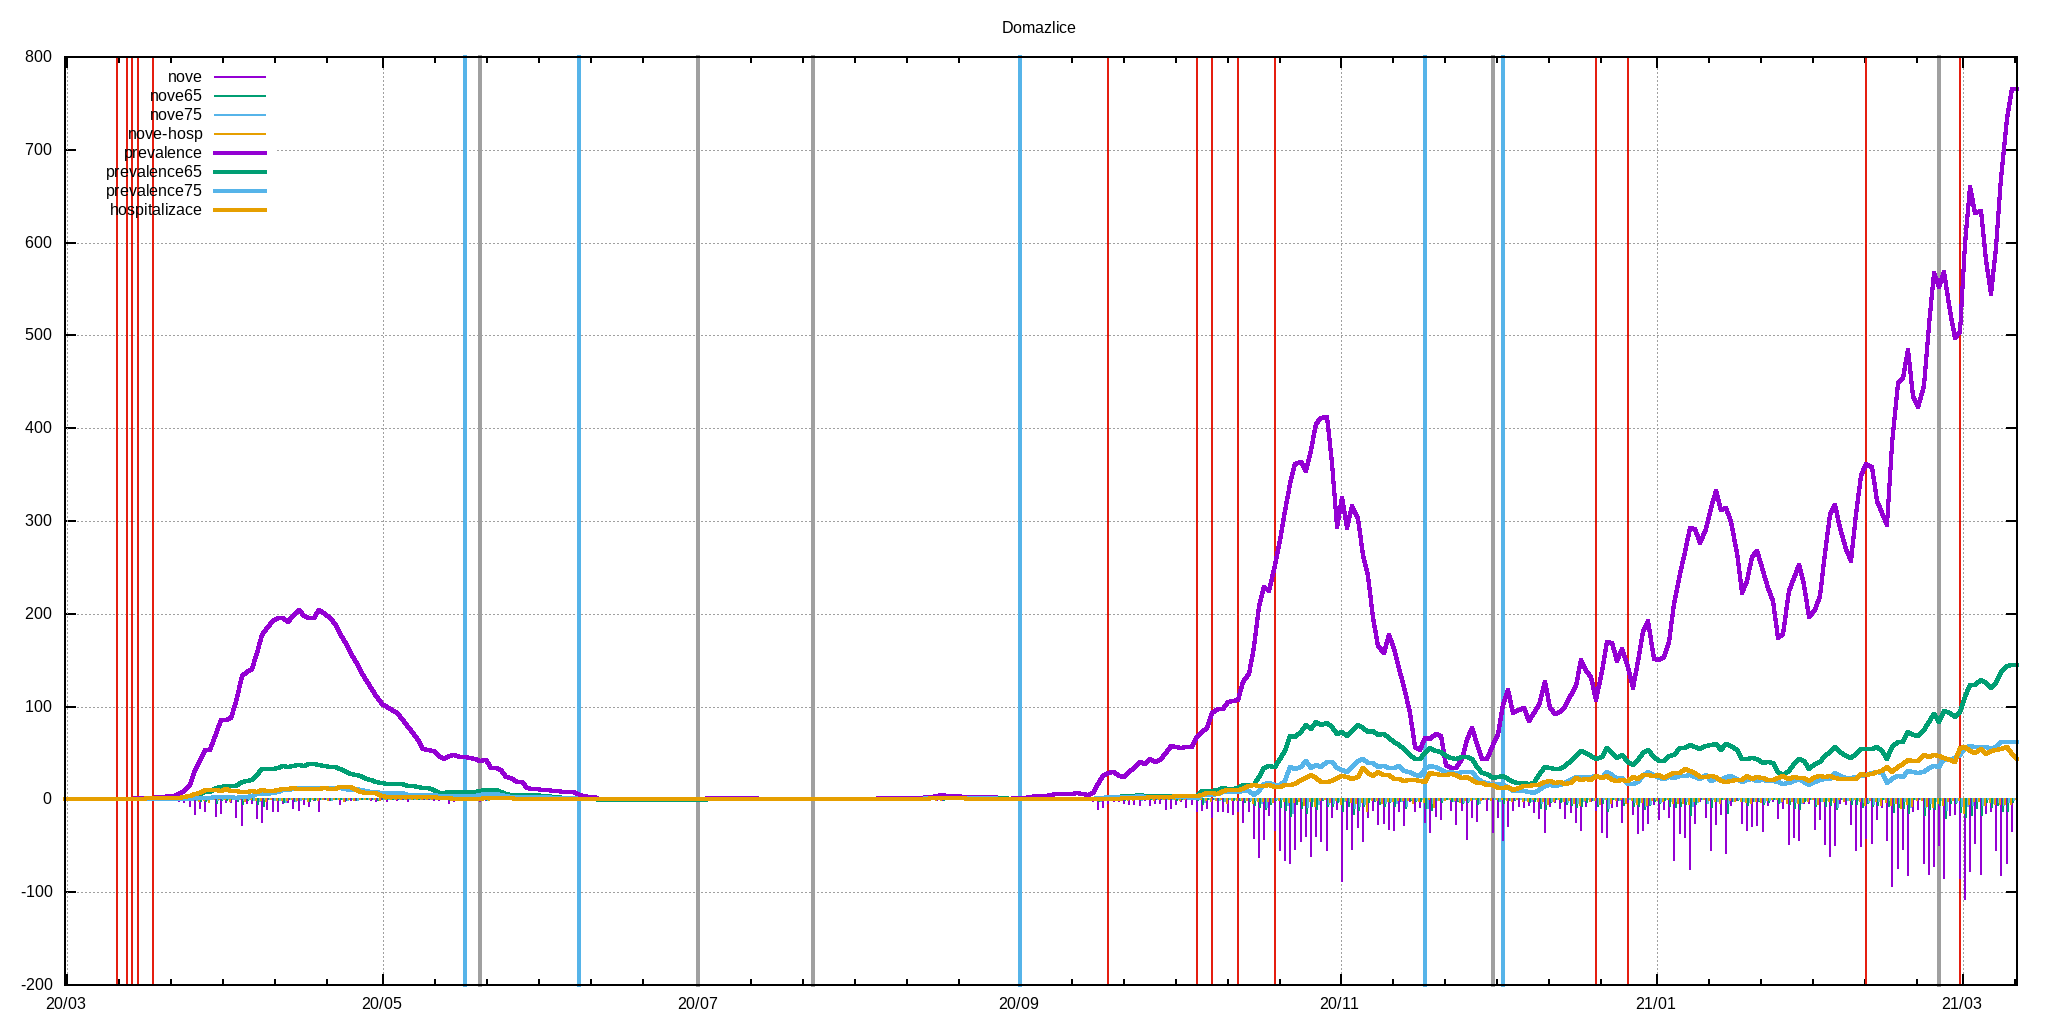 Domazlice
800
700
600
500
400
300
200
100
0
-100
-200
nove
nove65
nove75
nove-hosp
prevalence
prevalence65
prevalence75
hospitalizace
20/03 20/05 20/07 20/09 20/11 21/01 21/03